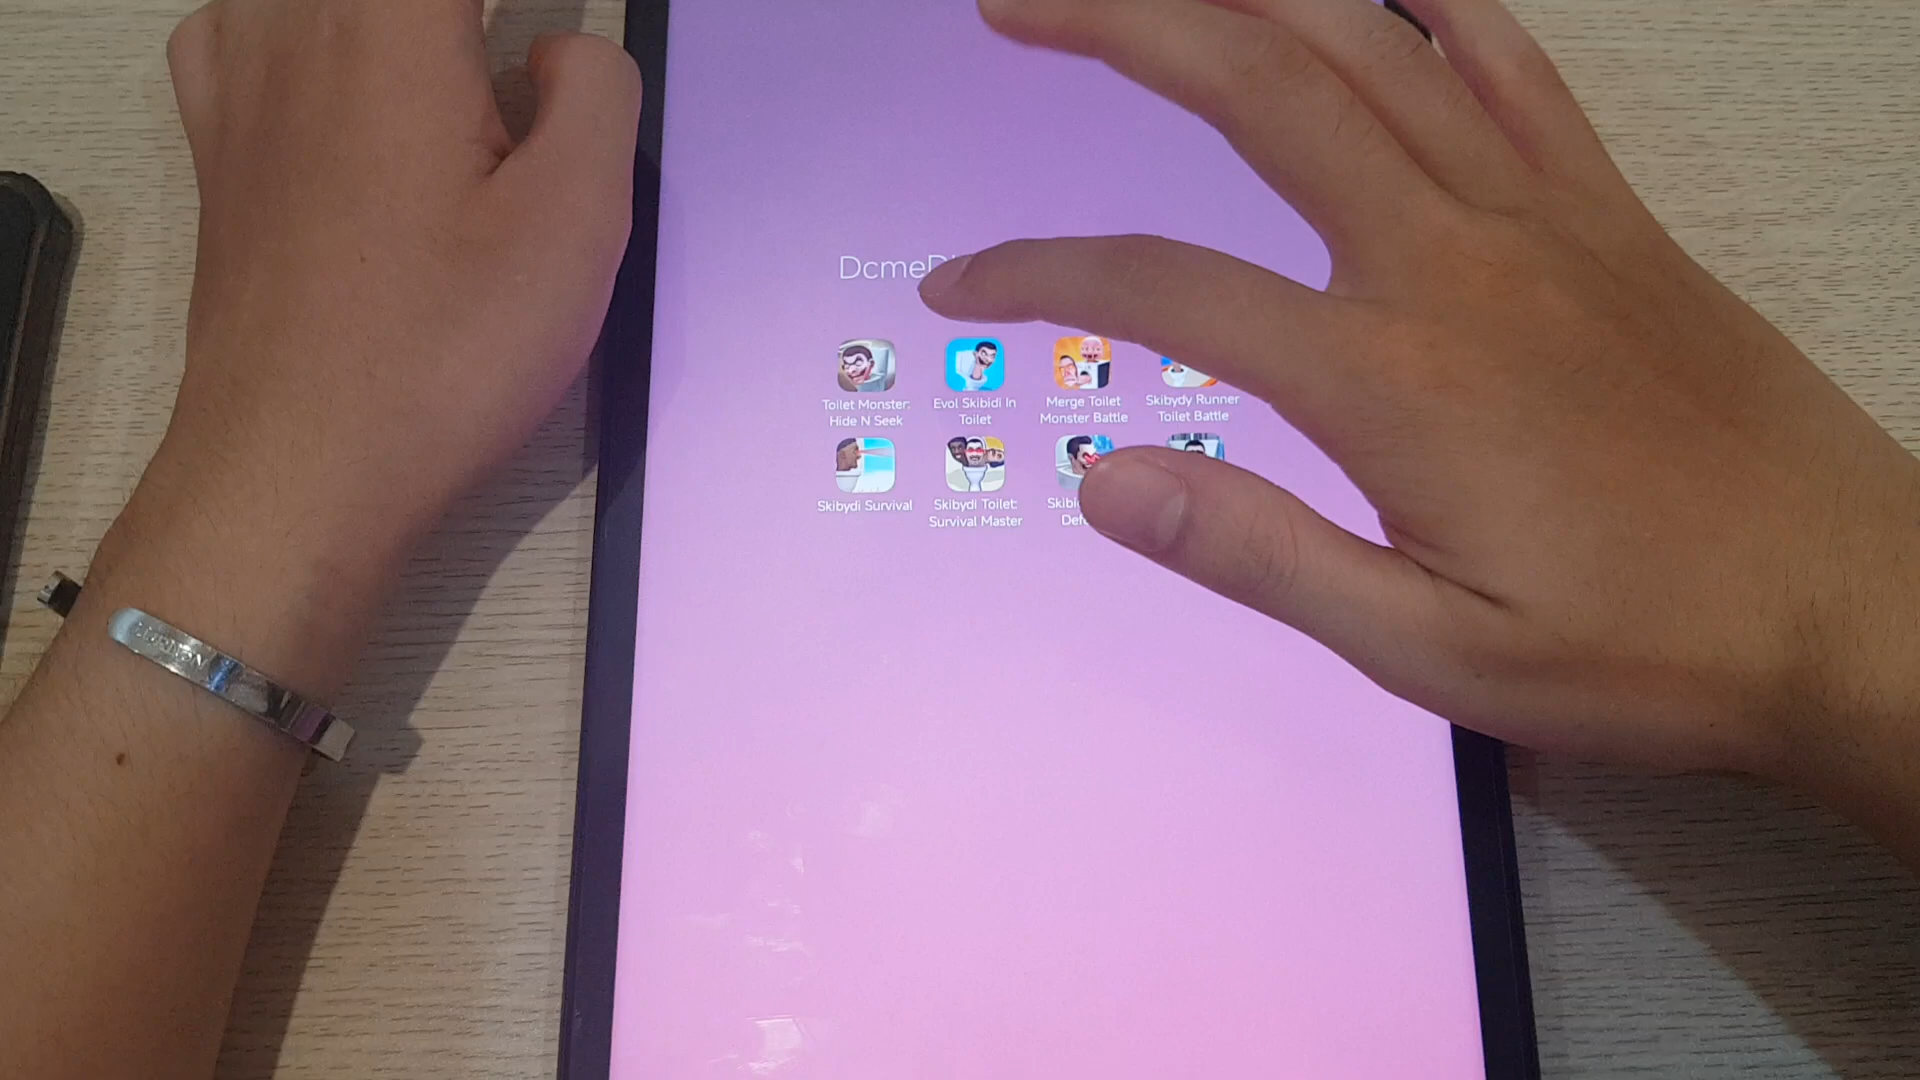 Toilet Monster:
Hide N Seek
Evol Skibidi In
Toilet
Merge Toilet
Monster Battle
Skibydy Runner
Toilet Battle
Skibydi Survival
Skibydi Toilet:
Survival Master